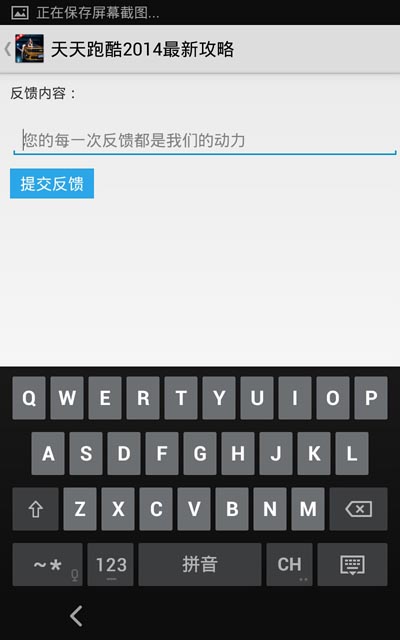 正在保存屏幕截图...
天天跑酷2014最新攻略
反馈内容：
您的每一次反馈都是我们的动力
提交反馈
Q W E R T Y U I O P
A S D F G H J K L
Z X C V B N M
~* 123 拼音 CH